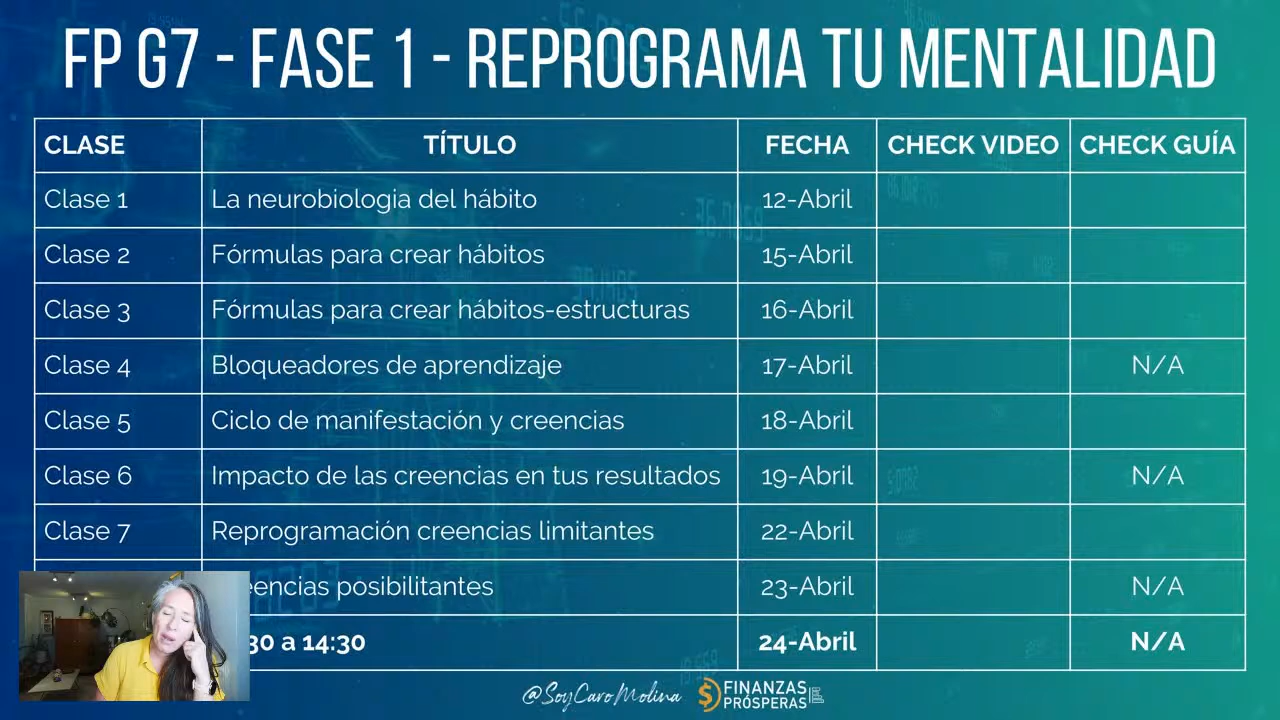 FP G7 - FASE 1 - REPROGRAMA TU MENTALIDAD
CLASE TÍTULO FECHA CHECK VIDEO CHECK GUÍA
Clase 1 La neurobiologia del hábito 12-Abril
Clase 2 Fórmulas para crear hábitos 15-Abril
Clase 3 Fórmulas para crear hábitos-estructuras 16-Abril
Clase 4 Bloqueadores de aprendizaje 17-Abril N/A
Clase 5 Ciclo de manifestación y creencias 18-Abril
Clase 6 Impacto de las creencias en tus resultados 19-Abril N/A
Clase 7 Reprogramación creencias limitantes 22-Abril
posibilitantes 23-Abril N/A
a 14:30 24-Abril N/A
@SoyCaroMolina FINANZAS
PRÓSPERAS